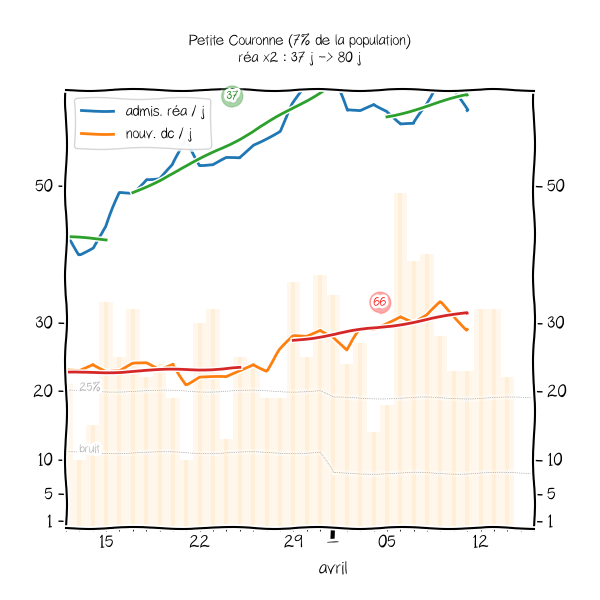 Petite Couronne (7% de la population)
réa x2 : 37 j -> 80 j
37
admis. réa / j
nouv. dc / j
50 50
66
30 30
25%
20 20
bruit
10 10
5 5
1 1
15 22 29 1 05 12
avril